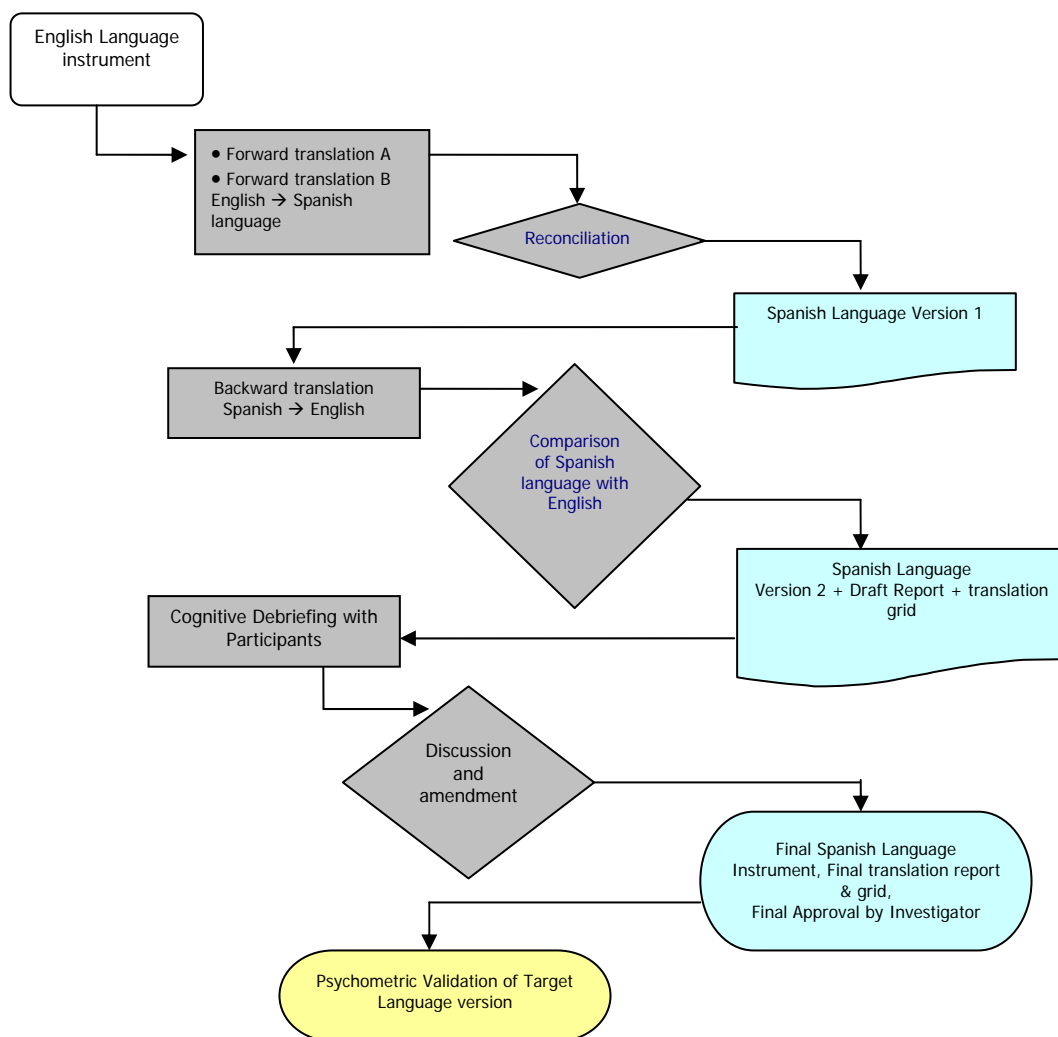 English Language
instrument
● Forward translation A
● Forward translation B
English → Spanish
language
Reconciliation
Spanish Language Version 1
Backward translation
Spanish → English
Comparison
of Spanish
language with
English
Spanish Language
Version 2 + Draft Report + translation
grid
Cognitive Debriefing with
Participants
Discussion
and
amendment
Final Spanish Language
Instrument, Final translation report
& grid,
Final Approval by Investigator
Psychometric Validation of Target
Language version